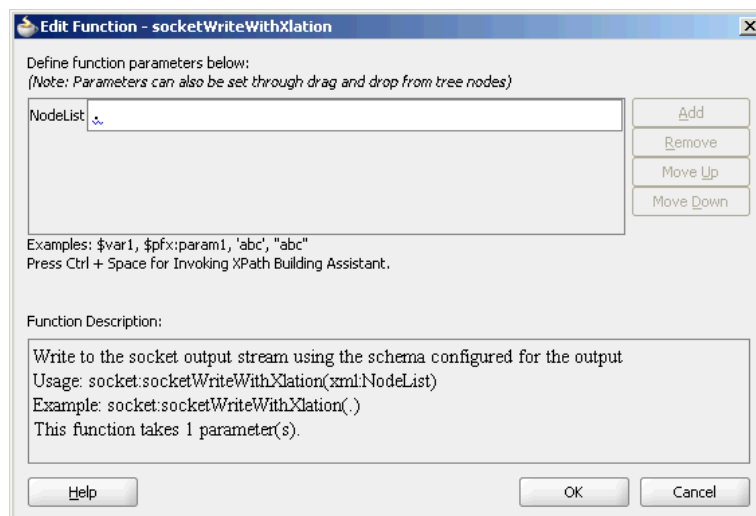 Edit Function - socketWriteWithXlation
Define function parameters below:
(Note: Parameters can also be set through drag and drop from tree nodes)
NodeList .
Add
Remove
Move Up
Move Down
Examples: $var1, $pfx:param1, 'abc', "abc"
Press Ctrl + Space for Invoking XPath Building Assistant.
Function Description:
Write to the socket output stream using the schema configured for the output
Usage: socket:socketWriteWithXlation(xml:NodeList)
Example: socket:socketWriteWithXlation(.)
This function takes 1 parameter(s).
Help OK Cancel